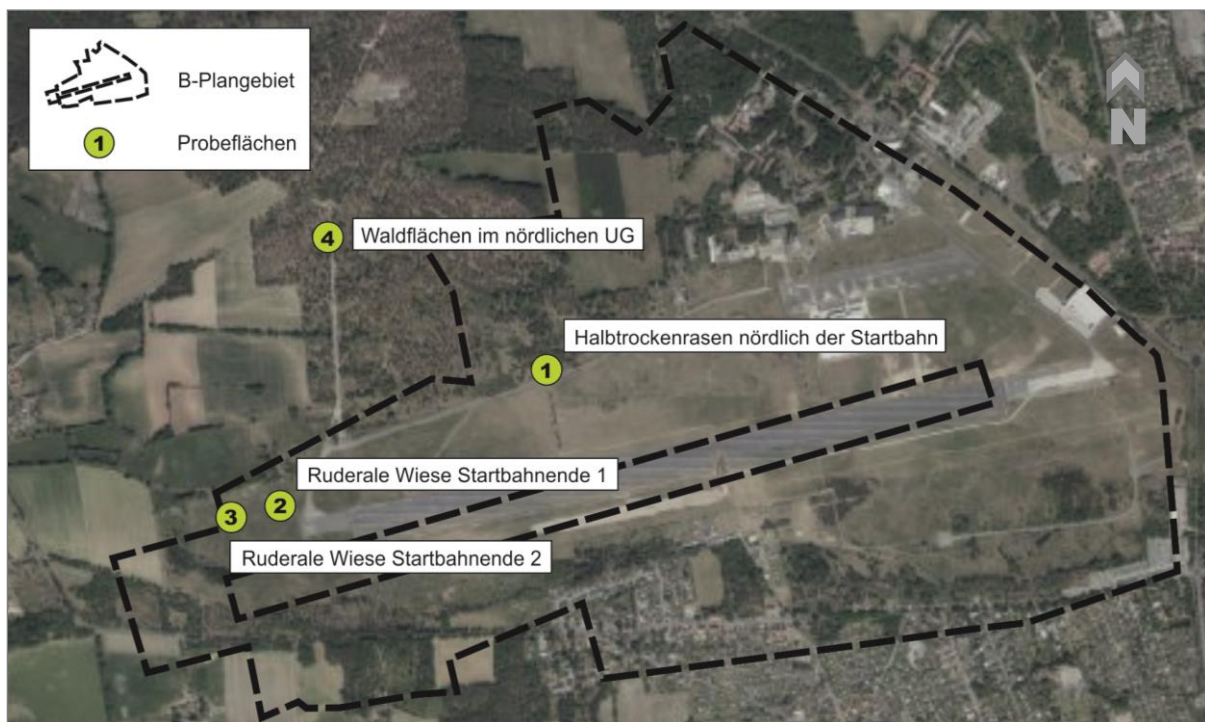 B-Plangebiet
1 Probeflächen
N
4 Waldflächen im nördlichen UG
Halbtrockenrasen nördlich der Startbahn
1
Ruderale Wiese Startbahnende 1
2
3
Ruderale Wiese Startbahnende 2